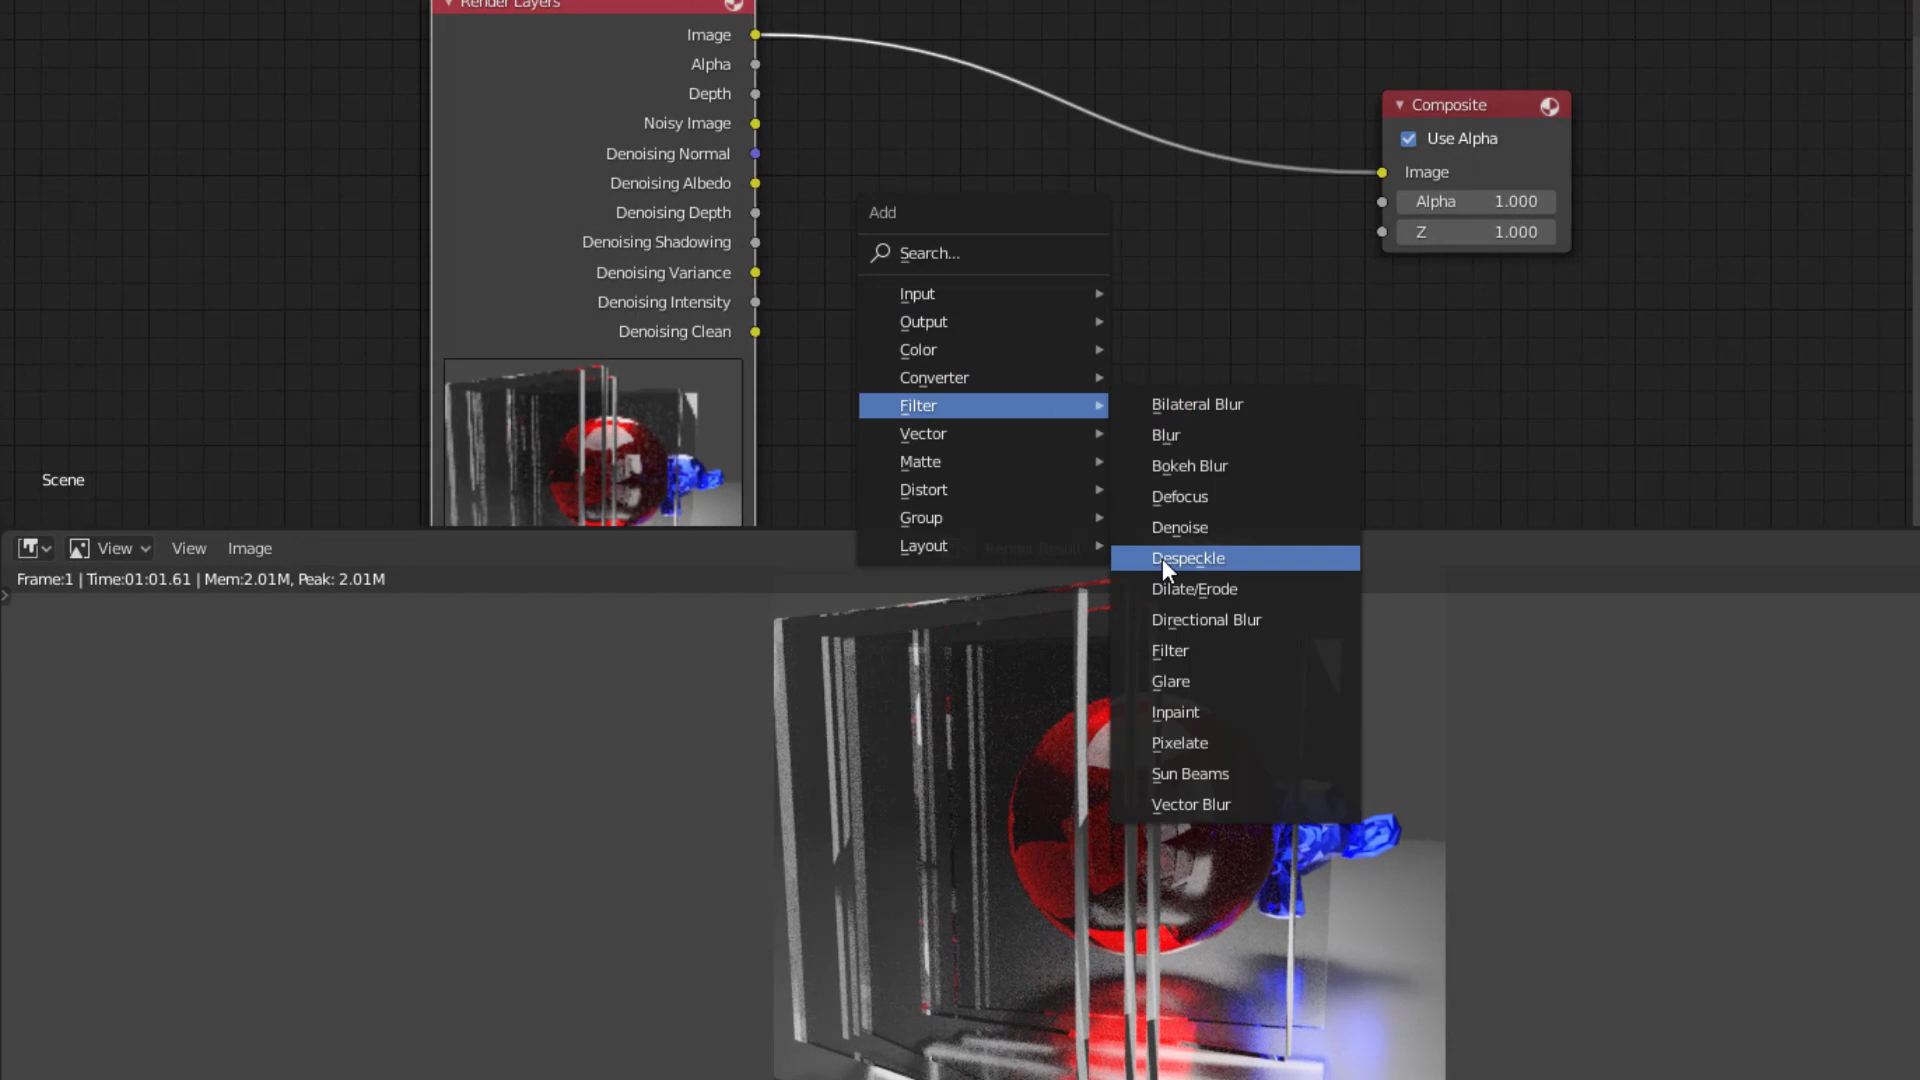 Render Layers
Image
Alpha
Depth
Noisy Image
Denoising Normal
Denoising Albedo
Denoising Depth
Denoising Shadowing
Denoising Variance
Denoising Intensity
Denoising Clean
Composite
Use Alpha
Image
Alpha 1.000
Z 1.000
Add
Search...
Input
Output
Color
Converter
Filter
Vector
Matte
Distort
Group
Layout
Bilateral Blur
Blur
Bokeh Blur
Defocus
Denoise
Despeckle
Dilate/Erode
Directional Blur
Filter
Glare
Inpaint
Pixelate
Sun Beams
Vector Blur
Scene
View View Image Render Result
Frame:1 | Time:01:01.61 | Mem:2.01M, Peak: 2.01M